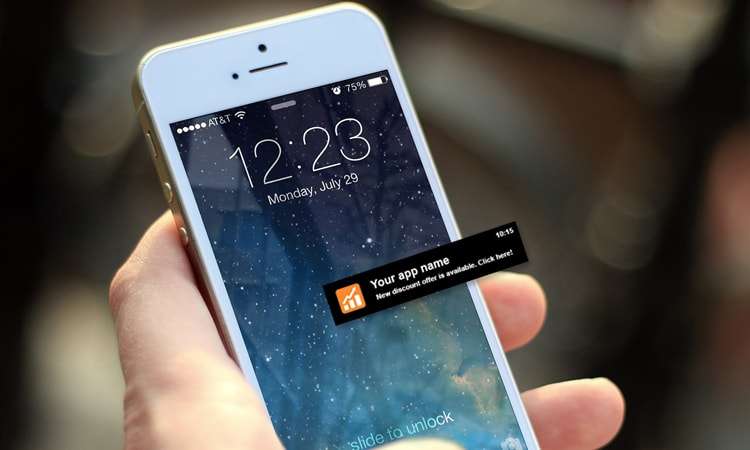 AT&T 75%
12:23
Monday, July 29
10:15
Your app name
New discount offer is available. Click here!
slide to unlock